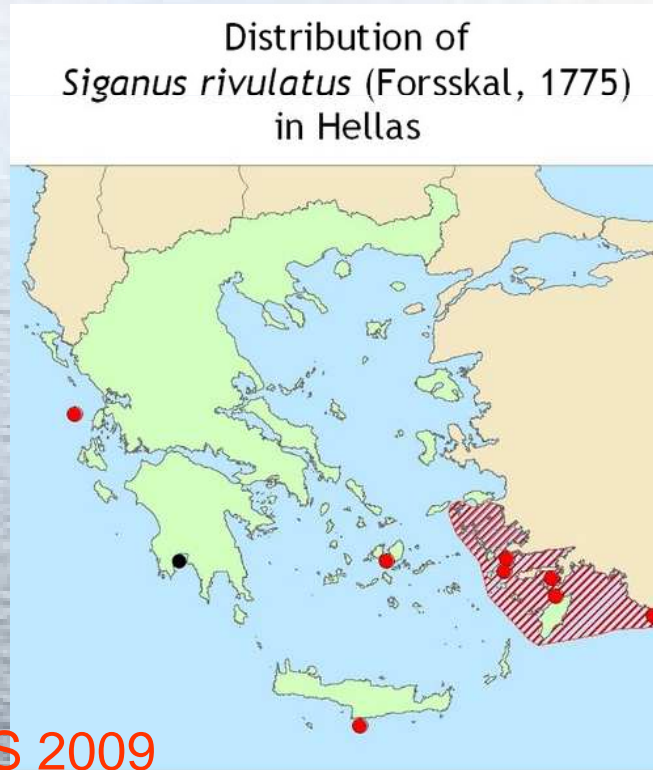 Distribution of
Siganus rivulatus (Forsskal, 1775)
in Hellas
S 2009